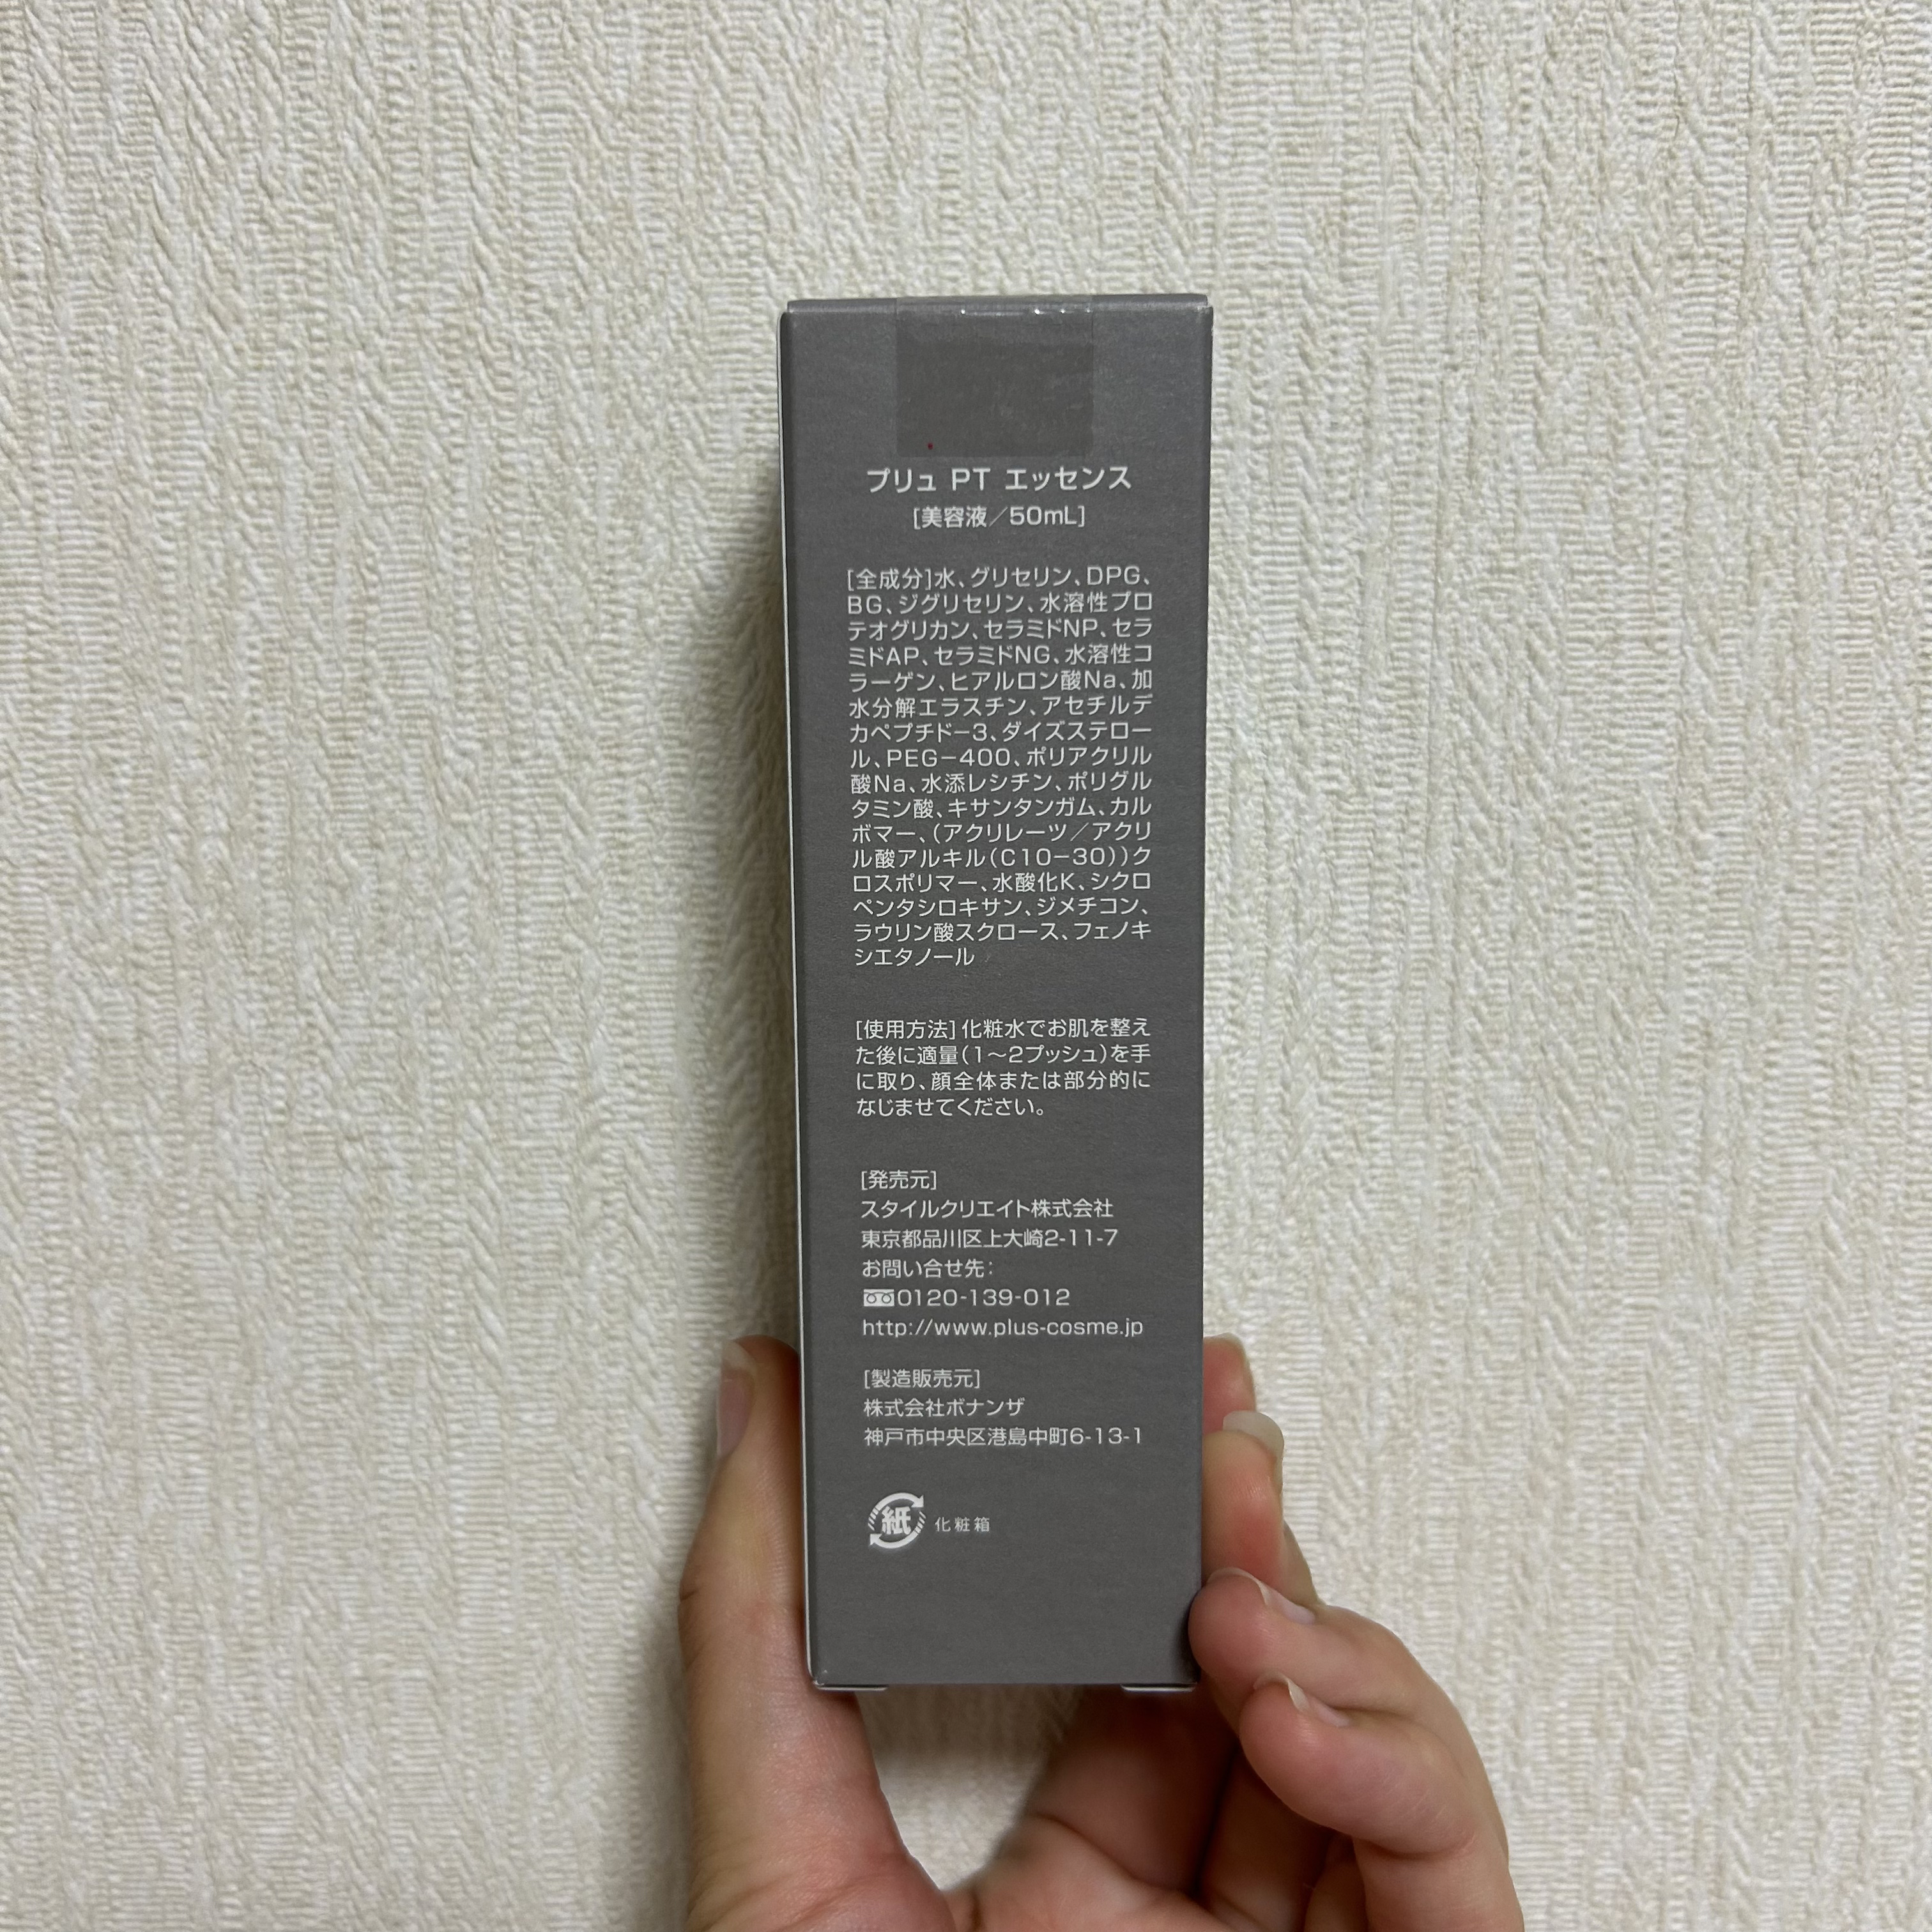 プリュ PT エッセンス
[美容液／50mL]
[全成分]水、グリセリン、DPG、
BG、ジグリセリン、水溶性プロ
テオグリカン、セラミドNP、セラ
ミドAP、セラミドNG、水溶性コ
ラーゲン、ヒアルロン酸Na、加
水分解エラスチン、アセチルデ
カペプチド−3、ダイズステロー
ル、PEG−400、ポリアクリル
酸Na、水添レシチン、ポリグル
タミン酸、キサンタンガム、カル
ボマー、（アクリレーツ／アクリ
ル酸アルキル（C10−30））ク
ロスポリマー、水酸化K、シクロ
ペンタシロキサン、ジメチコン、
ラウリン酸スクロース、フェノキ
シエタノール
[使用方法]化粧水でお肌を整え
た後に適量（1〜2プッシュ）を手
に取り、顔全体または部分的に
なじませてください。
[発売元]
スタイルクリエイト株式会社
東京都品川区上大崎2-11-7
お問い合せ先：
0120-139-012
http://www.plus-cosme.jp
[製造販売元]
株式会社ボナンザ
神戸市中央区港島中町6-13-1
紙 化粧箱